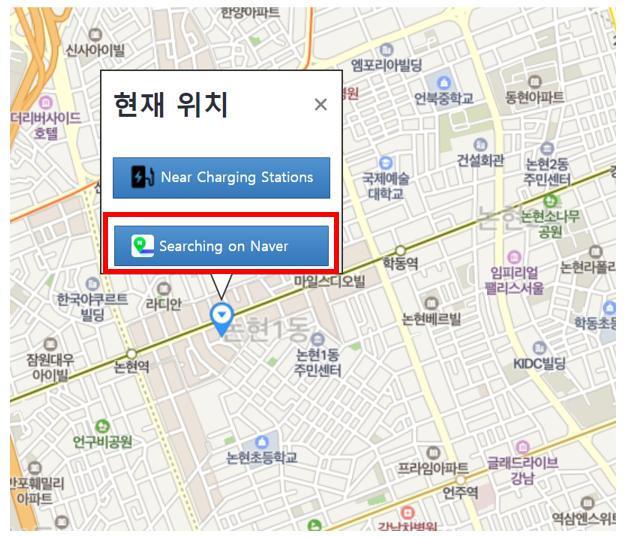 한양아파트
신사아이빌
엠포리아빌딩
더리버사이드
호텔
현재 위치
×
병원
언북중학교
동현아파트
건설회관
논현2동
주민센터
국제예술
대학교
Near Charging Stations
논현2
논현소나무
공원
Searching on Naver
학동역
임피리얼
팰리스서울
논현라폴리
마일스디오빌
한국야쿠르트
빌딩
라디안
논현베르빌
학동초등
논현1동
논현1동
주민센터
잠원대우
아이빌
논현역
KIDC빌딩
언구비공원
논현초등학교
프라임아파트
글래드라이브
강남
반포훼밀리
아파트
언주역
강남차병원
역삼엔스위트